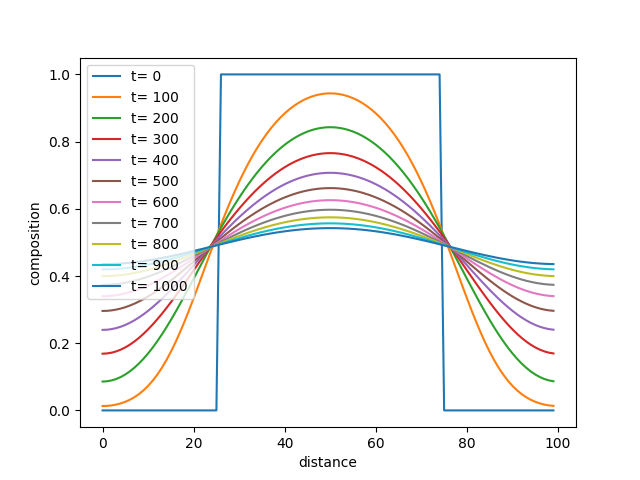 1.0
0.8
0.6
0.4
0.2
0.0
composition
t= 0
t= 100
t= 200
t= 300
t= 400
t= 500
t= 600
t= 700
t= 800
t= 900
t= 1000
0 20 40 60 80 100
distance